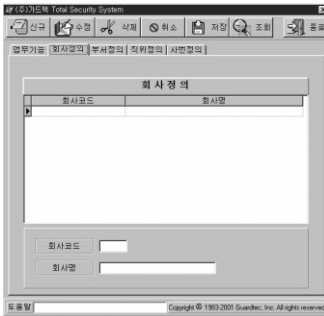 (주)가드텍 Total Security System
신규 수정 삭제 취소 저장 조회 종료
업무기능 회사정의 부서정의 직위정의 사번정의
회사정의
회사코드 회사명
회사코드
회사명
도움말 Copyright © 1983-2001 Guardtec, Inc. All rights reserved